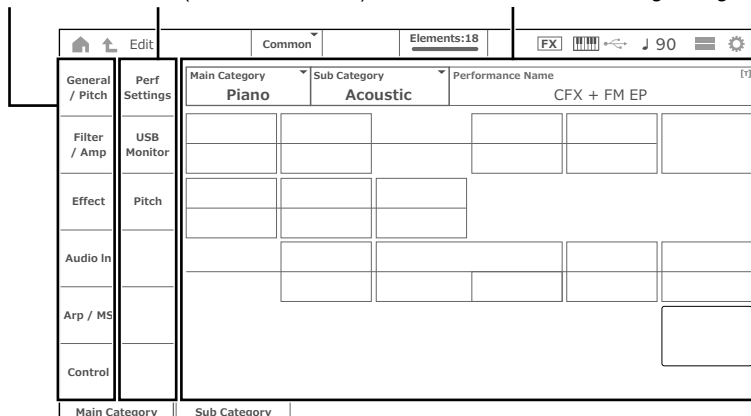 Edit
Common
Elements:18
FX
90
General / Pitch
Perf Settings
Main Category
Sub Category
Performance Name
Piano
Acoustic
CFX + FM EP
Filter / Amp
USB Monitor
Effect
Pitch
Audio In
Arp / MS
Control
Main Category
Sub Category